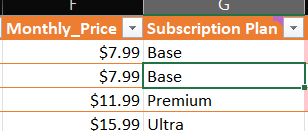 F G
Monthly_Price Subscription Plan
$7.99 Base
$7.99 Base
$11.99 Premium
$15.99 Ultra